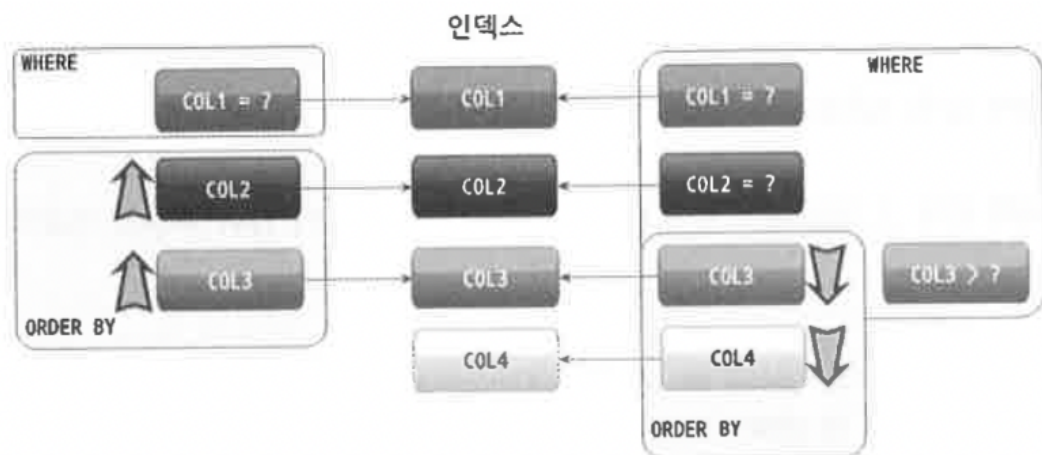 인덱스
WHERE
COL1 = ?
COL1
COL1 = ?
WHERE
COL2
COL2
COL2 = ?
COL3
COL3
COL3
COL3 > ?
ORDER BY
COL4
COL4
ORDER BY